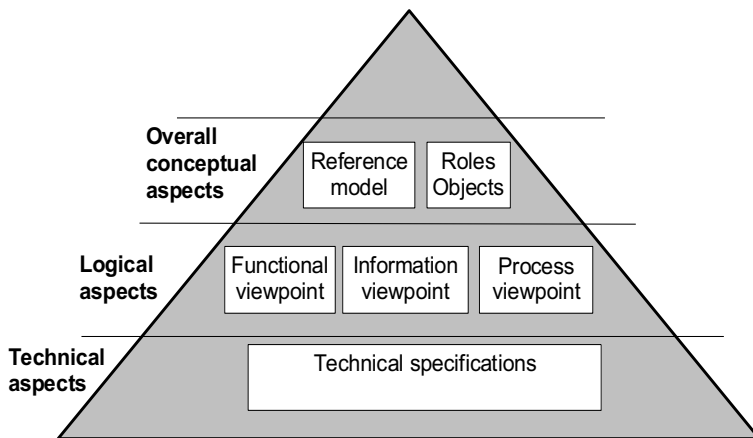 Overall
conceptual
aspects
Reference
model
Roles
Objects
Logical
aspects
Functional
viewpoint
Information
viewpoint
Process
viewpoint
Technical
aspects
Technical specifications